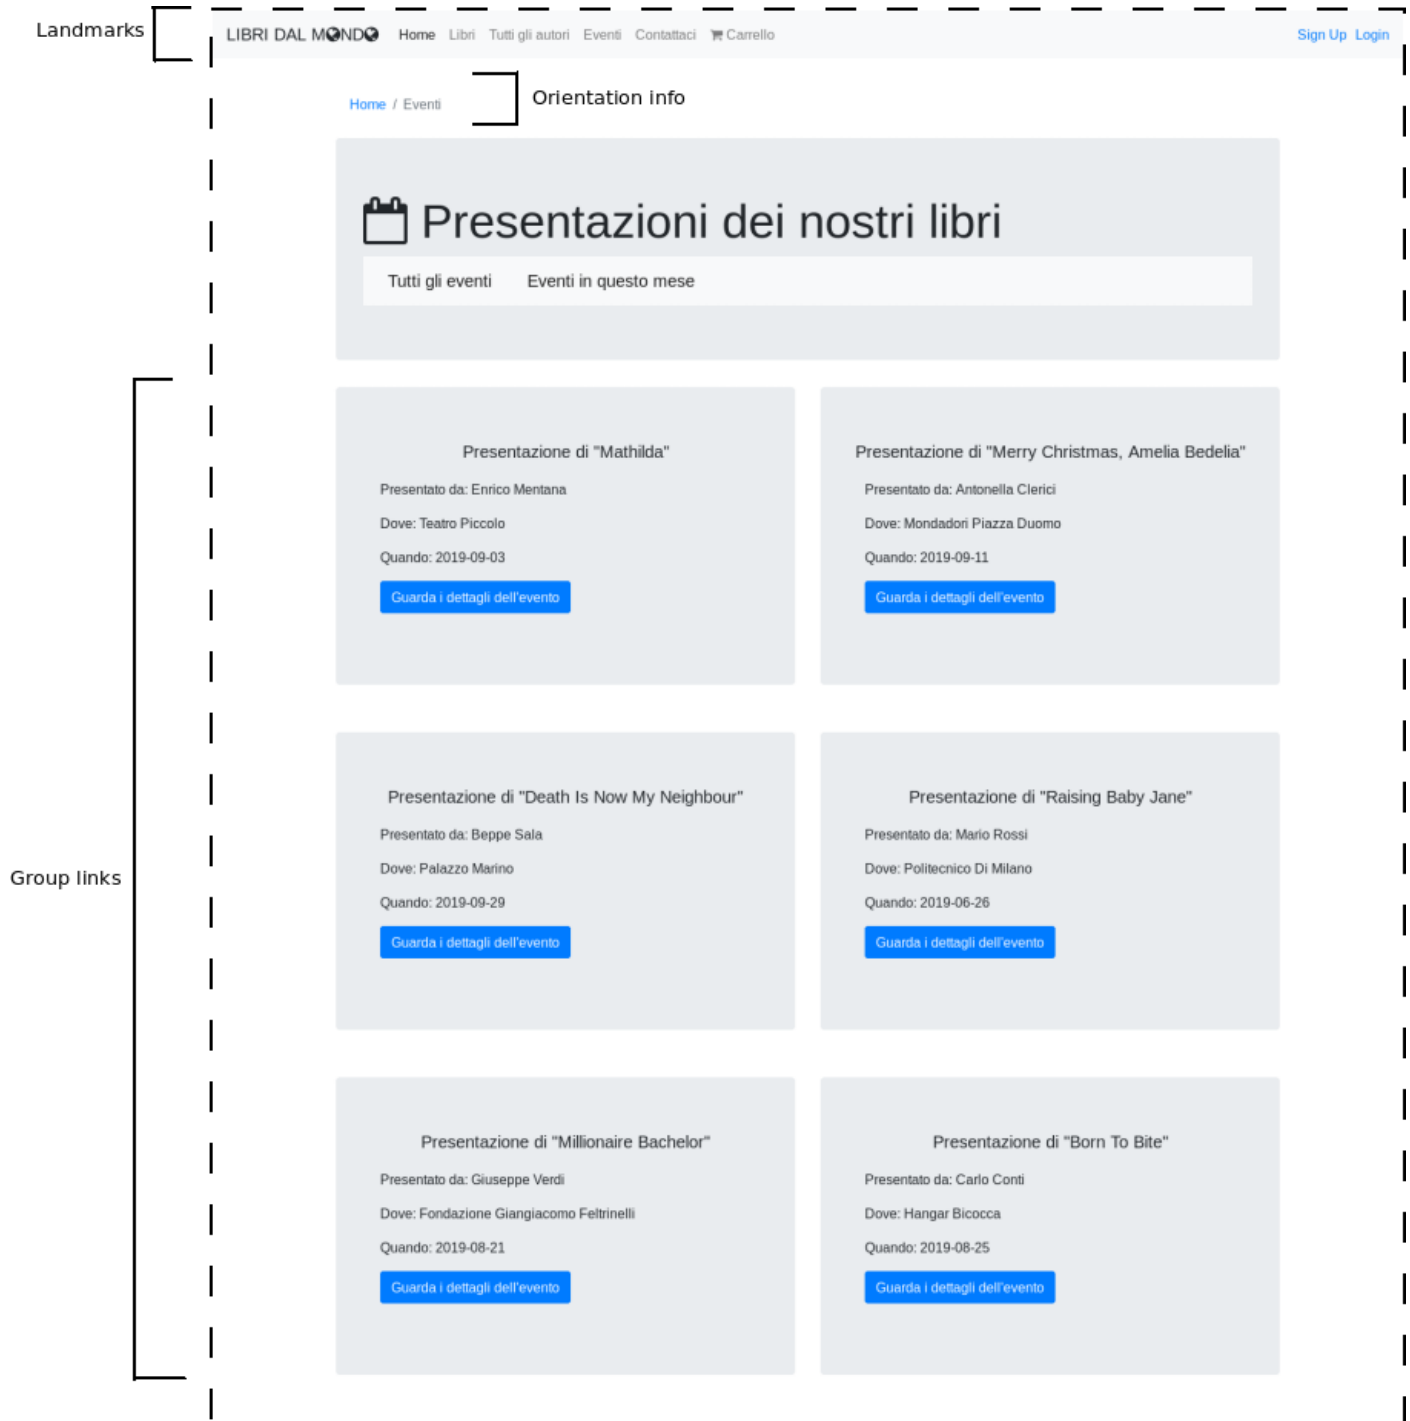 Landmarks
LIBRI DAL MONDO Home Libri Tutti gli autori Eventi Contattaci Carrello Sign Up Login
Home / Eventi
Orientation info
Presentazioni dei nostri libri
Tutti gli eventi Eventi in questo mese
Group links
Presentazione di "Mathilda"
Presentato da: Enrico Mentana
Dove: Teatro Piccolo
Quando: 2019-09-03
Guarda i dettagli dell'evento
Presentazione di "Merry Christmas, Amelia Bedelia"
Presentato da: Antonella Clerici
Dove: Mondadori Piazza Duomo
Quando: 2019-09-11
Guarda i dettagli dell'evento
Presentazione di "Death Is Now My Neighbour"
Presentato da: Beppe Sala
Dove: Palazzo Marino
Quando: 2019-09-29
Guarda i dettagli dell'evento
Presentazione di "Raising Baby Jane"
Presentato da: Mario Rossi
Dove: Politecnico Di Milano
Quando: 2019-06-26
Guarda i dettagli dell'evento
Presentazione di "Millionaire Bachelor"
Presentato da: Giuseppe Verdi
Dove: Fondazione Giangiacomo Feltrinelli
Quando: 2019-08-21
Guarda i dettagli dell'evento
Presentazione di "Born To Bite"
Presentato da: Carlo Conti
Dove: Hangar Bicocca
Quando: 2019-08-25
Guarda i dettagli dell'evento